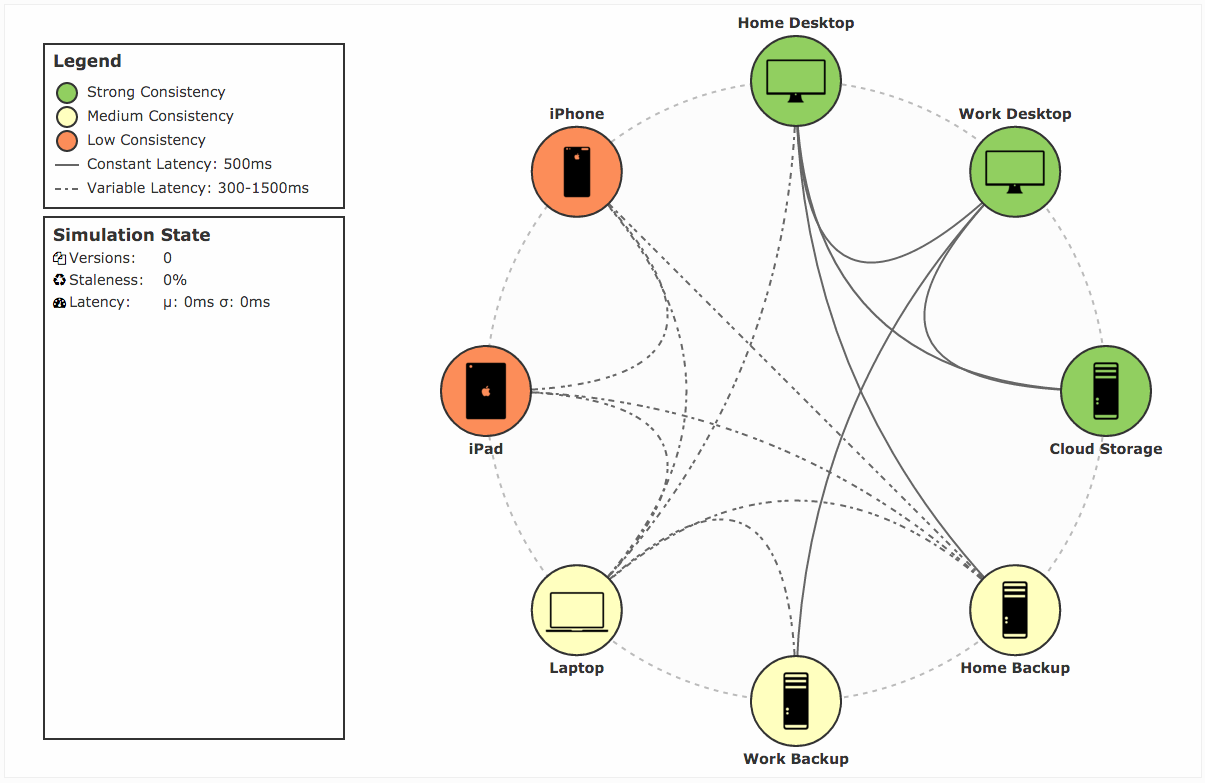 Legend
Strong Consistency
Medium Consistency
Low Consistency
Constant Latency: 500ms
Variable Latency: 300-1500ms
Simulation State
Versions: 0
Staleness: 0%
Latency: μ: 0ms σ: 0ms
Home Desktop
Work Desktop
iPhone
iPad
Cloud Storage
Laptop
Home Backup
Work Backup